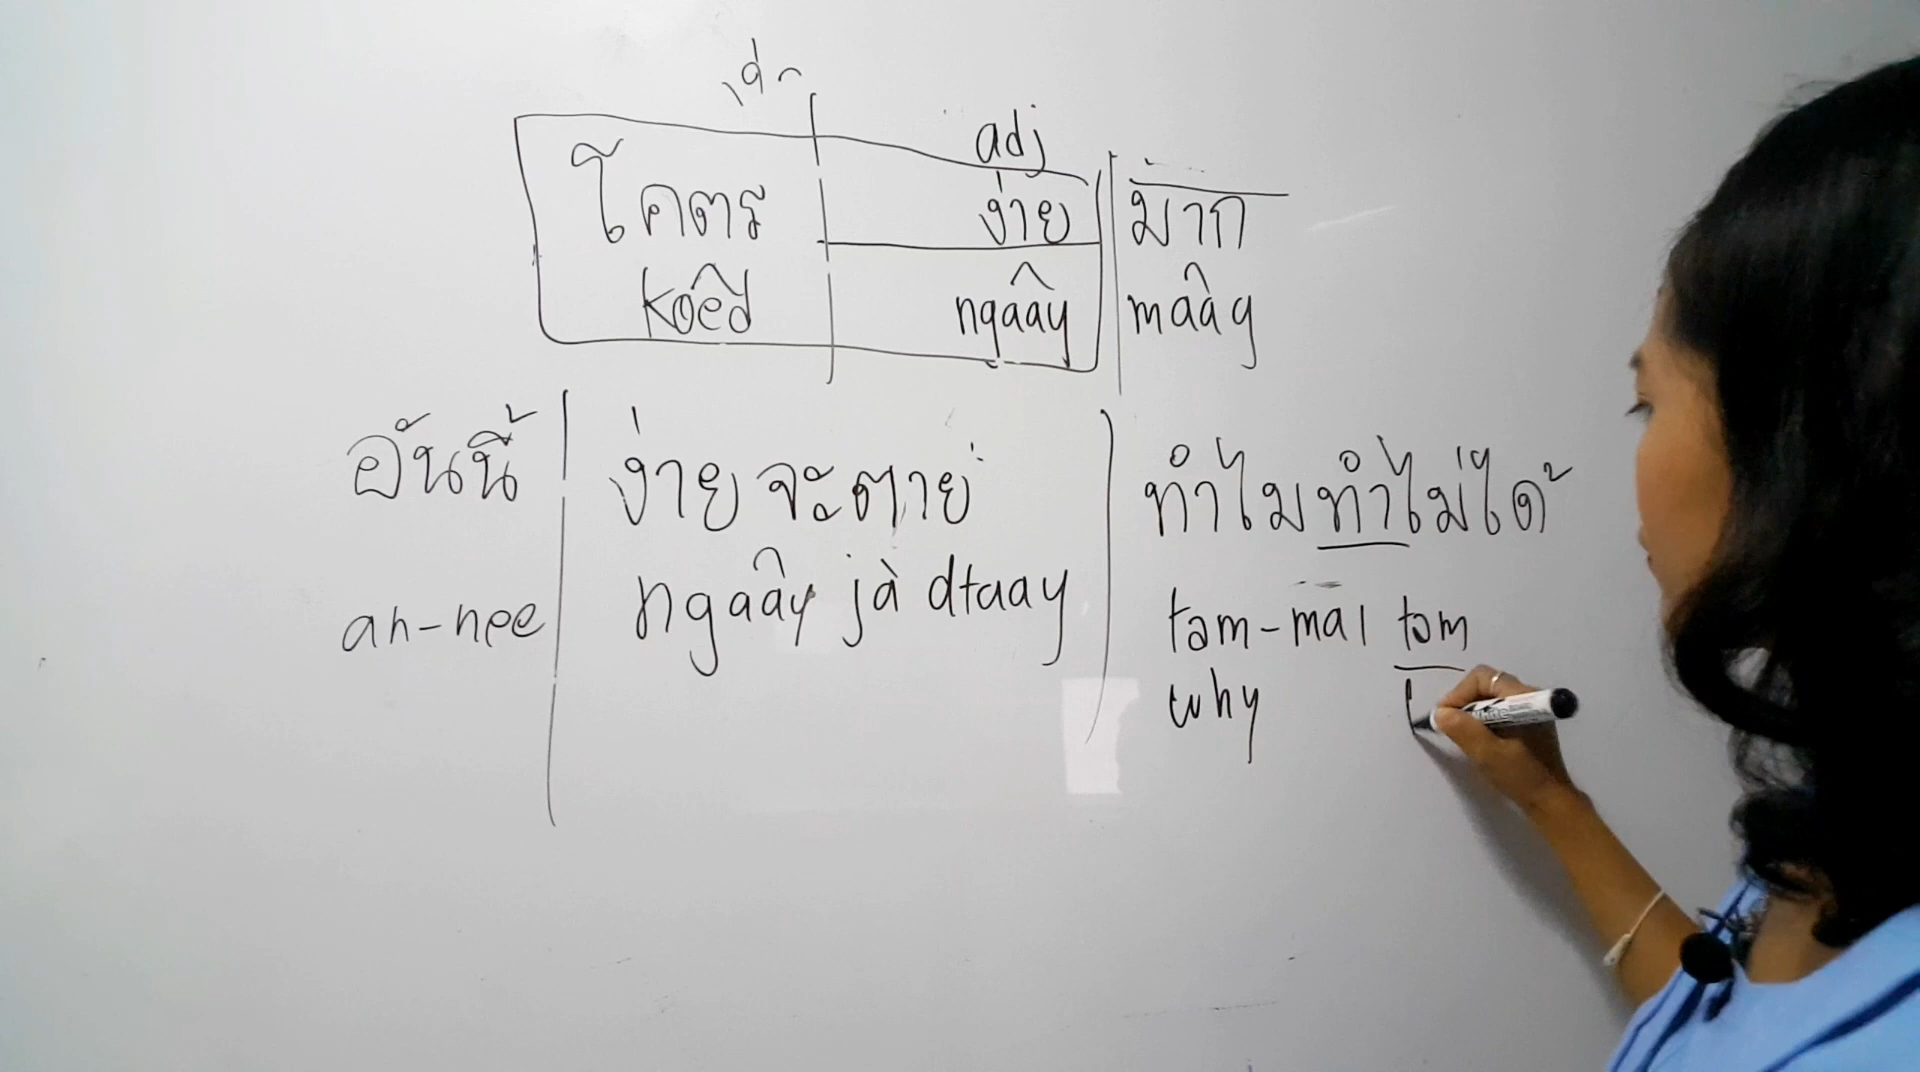 adj
โคตร ง่าย มาก
koêd ngaây maàg
อันนี้ ง่ายจะตาย ทำไมทำไม่ได้
an-nee ngaây jà dtaay tam-mai tam
why